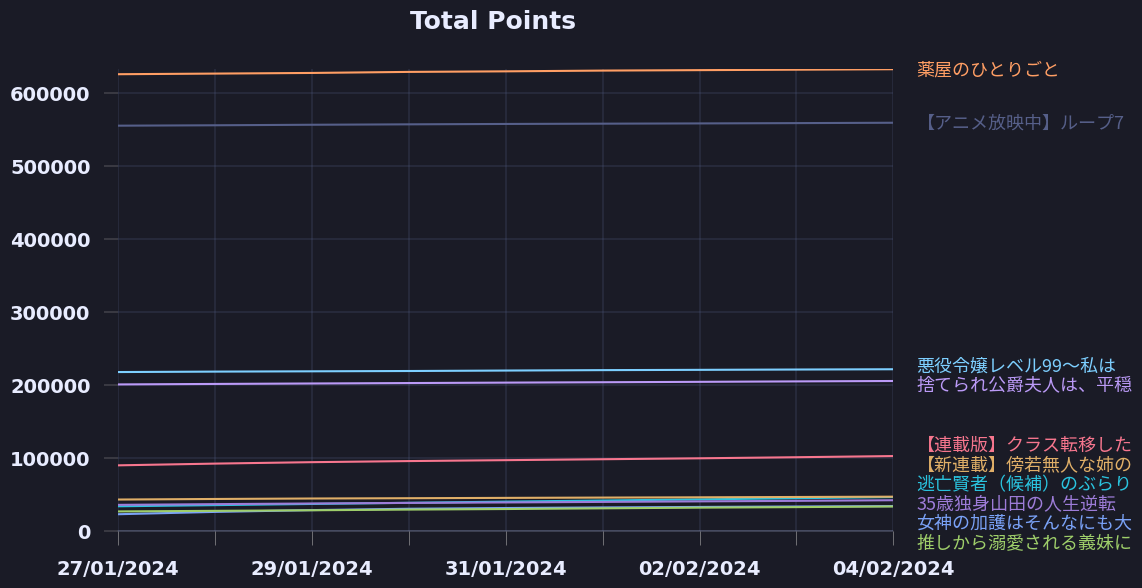 Total Points
600000
500000
400000
300000
200000
100000
0
27/01/2024
29/01/2024
31/01/2024
02/02/2024
04/02/2024
薬屋のひとりごと
【アニメ放映中】ループ7
悪役令嬢レベル99～私は
捨てられ公爵夫人は、平穏
【連載版】クラス転移した
【新連載】傍若無人な姉の
逃亡賢者（候補）のぶらり
35歳独身山田の人生逆転
女神の加護はそんなにも大
推しから溺愛される義妹に